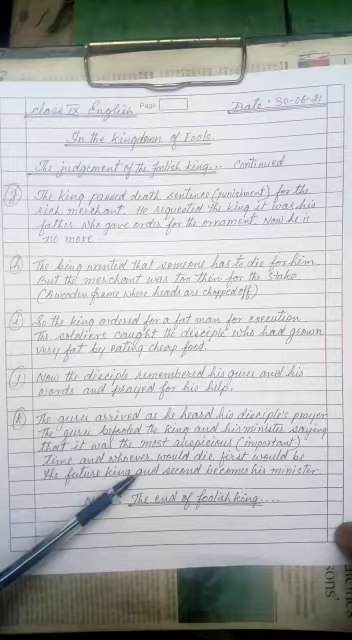 Class IX English Page Date: 30-06-21
In the kingdom of Fools.
The judgement of the foolish king... Continued
(g) The king passed death sentence (punishment) for the
rich merchant. He requested the king it was his
father who gave order for the ornament. Now he is
no more.
(h) The king wanted that someone has to die for him.
But the merchant was too thin for the stake
(A wooden frame where heads are chopped off)
(i) So the king ordered for a fat man for execution.
The soldiers caught the disciple who had grown
very fat by eating cheap food.
(j) Now the disciple remembered his guru and his
words and prayed for his help.
(k) The guru arrived as he heard his disciple's prayer
The guru befooled the king and his minister saying
that it was the most auspicious (important)
Time and whoever would die first would be
the future king and second becomes his minister.
The end of foolish king....